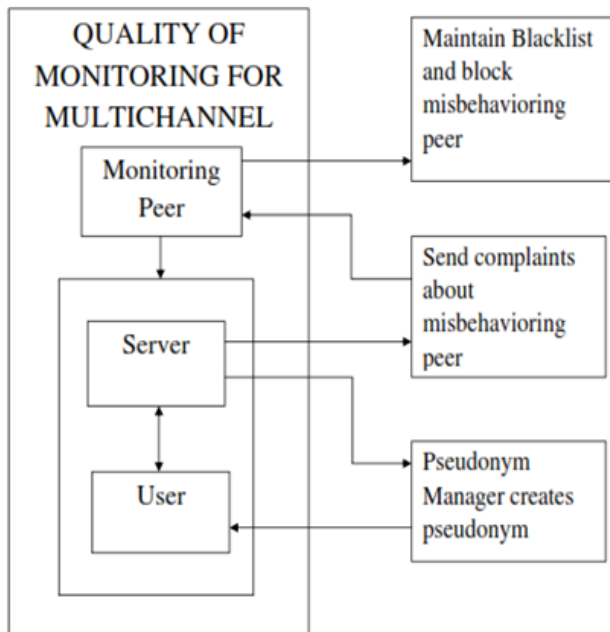 QUALITY OF
MONITORING FOR
MULTICHANNEL
Monitoring
Peer
Server
User
Maintain Blacklist
and block
misbehavioring
peer
Send complaints
about
misbehavioring
peer
Pseudonym
Manager creates
pseudonym